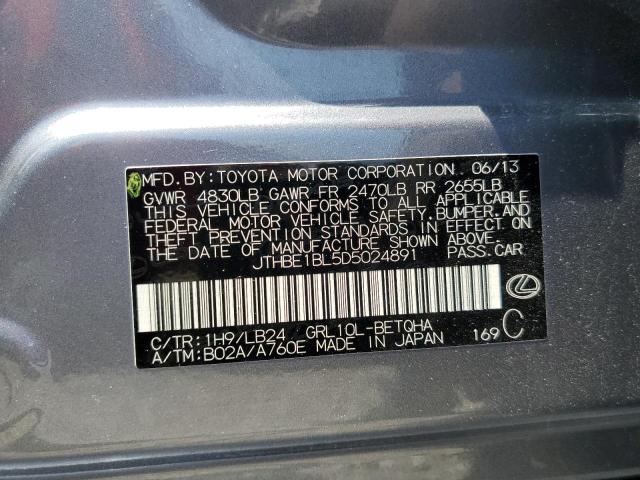 MFD.BY:TOYOTA MOTOR CORPORATION 06/13
GVWR 4830LB GAWR FR 2470LB RR 2655LB
THIS VEHICLE CONFORMS TO ALL APPLICABLE
FEDERAL MOTOR VEHICLE SAFETY,BUMPER,AND
THEFT PREVENTION STANDARDS IN EFFECT ON
THE DATE OF MANUFACTURE SHOWN ABOVE.
JTHBE1BL5D5024891 PASS.CAR
C/TR:1H9/LB24 GRL10L-BETQHA
A/TM:B02A/A760E MADE IN JAPAN 169 C